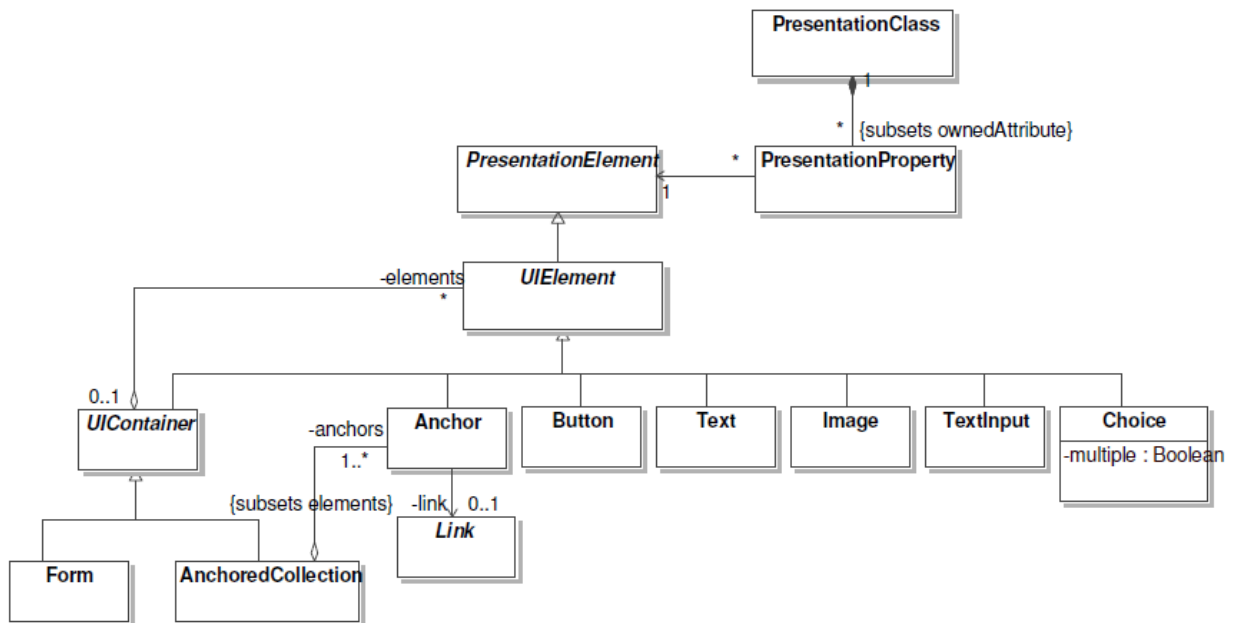 PresentationClass
1
* {subsets ownedAttribute}
PresentationElement
*
PresentationProperty
1
-elements
*
UIElement
0..1
UIContainer
-anchors
1..*
Anchor
Button
Text
Image
TextInput
Choice
-multiple : Boolean
{subsets elements}
-link 0..1
Link
Form
AnchoredCollection